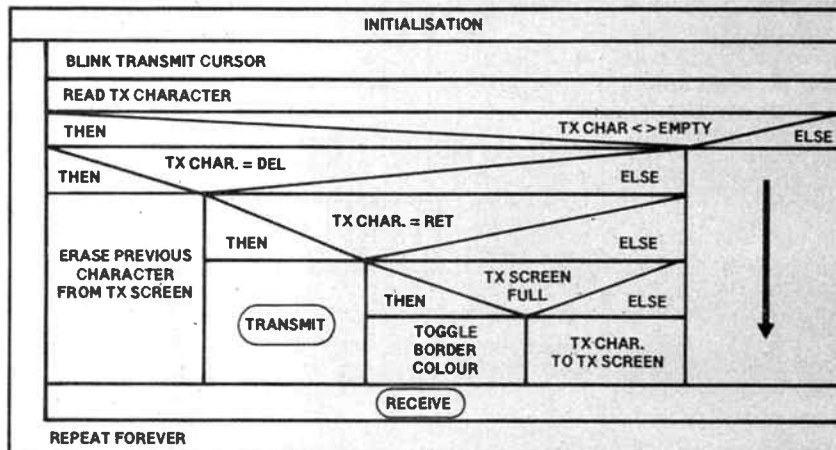 INITIALISATION
BLINK TRANSMIT CURSOR
READ TX CHARACTER
TX CHAR <> EMPTY
THEN
ELSE
TX CHAR. = DEL
THEN
ELSE
TX CHAR. = RET
THEN
ELSE
ERASE PREVIOUS
CHARACTER
FROM TX SCREEN
TX SCREEN
FULL
THEN
ELSE
TRANSMIT
TOGGLE
BORDER
COLOUR
TX CHAR.
TO TX SCREEN
RECEIVE
REPEAT FOREVER